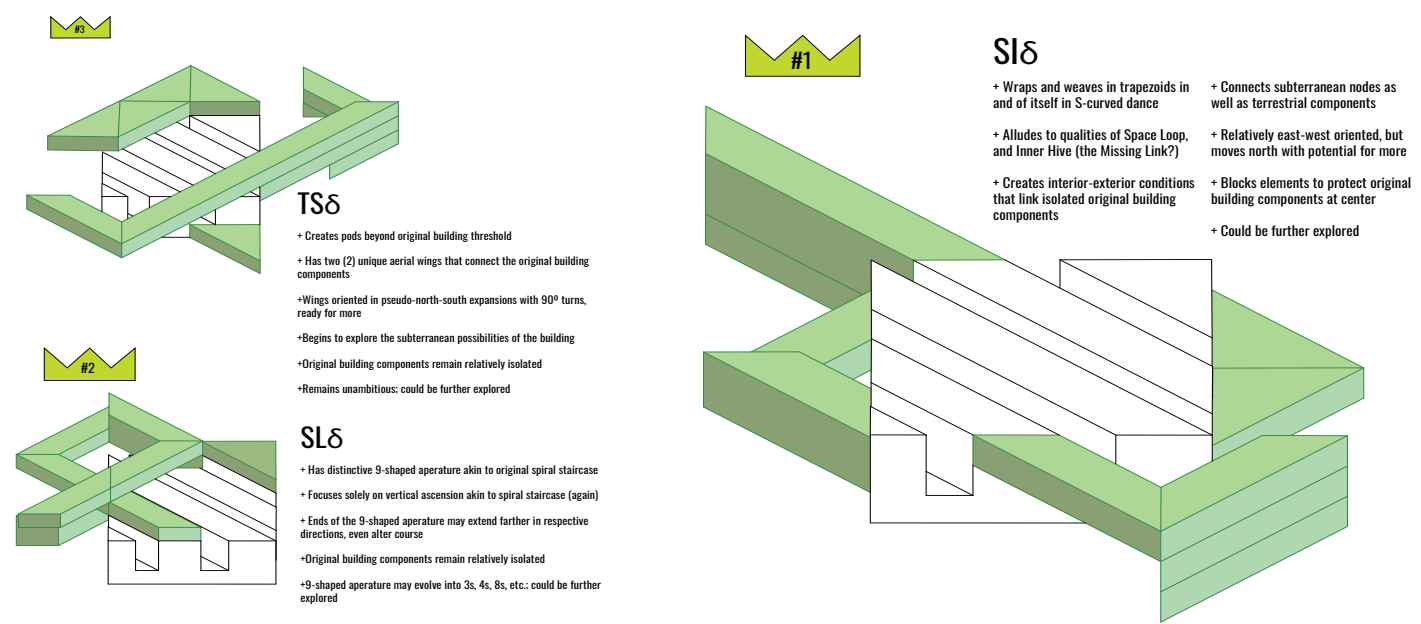 #3
TSδ
+ Creates pods beyond original building threshold
+ Has two (2) unique aerial wings that connect the original building
components
+Wings oriented in pseudo-north-south expansions with 90º turns,
ready for more
+Begins to explore the subterranean possibilities of the building
+Original building components remain relatively isolated
+Remains unambitious; could be further explored
#2
SLδ
+ Has distinctive 9-shaped aperature akin to original spiral staircase
+ Focuses solely on vertical ascension akin to spiral staircase (again)
+ Ends of the 9-shaped aperature may extend farther in respective
directions, even alter course
+Original building components remain relatively isolated
+9-shaped aperature may evolve into 3s, 4s, 8s, etc.; could be further
explored
#1
SIδ
+ Wraps and weaves in trapezoids in
and of itself in S-curved dance
+ Alludes to qualities of Space Loop,
and Inner Hive (the Missing Link?)
+ Creates interior-exterior conditions
that link isolated original building
components
+ Connects subterranean nodes as
well as terrestrial components
+ Relatively east-west oriented, but
moves north with potential for more
+ Blocks elements to protect original
building components at center
+ Could be further explored